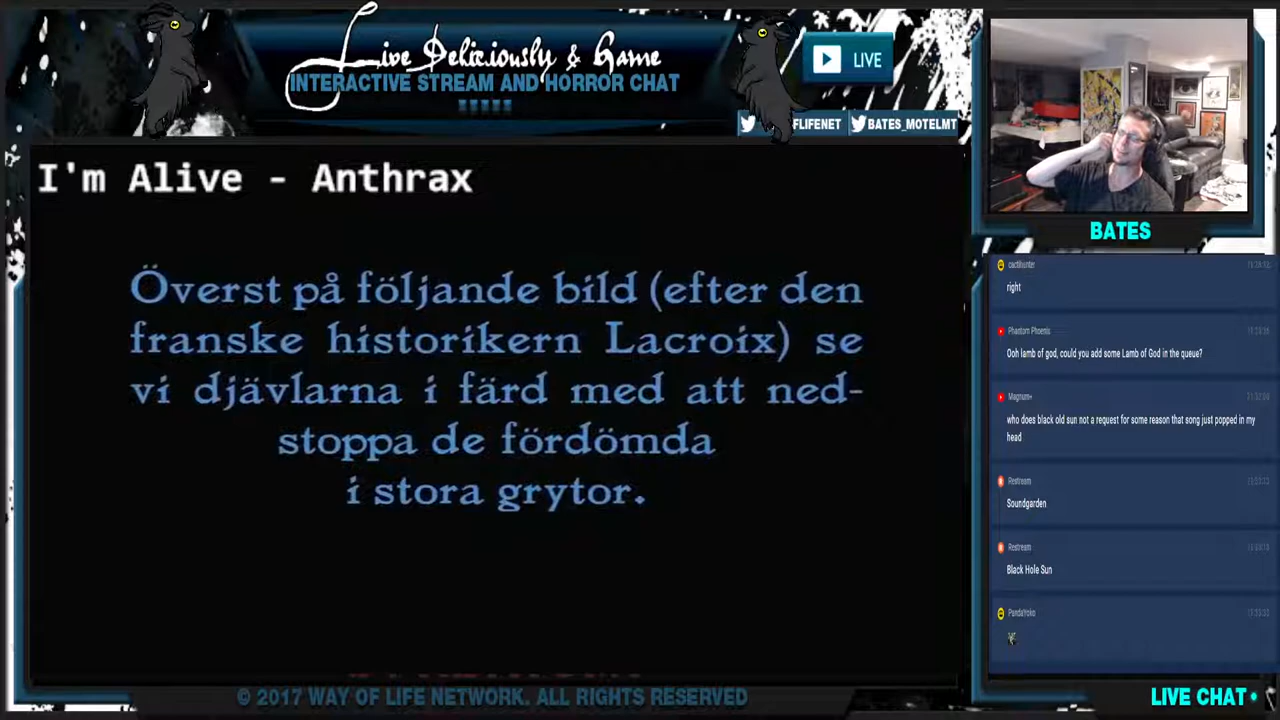 Live Deliciously & Game
INTERACTIVE STREAM AND HORROR CHAT
LIVE
FLIFENET
BATES_MOTELMT
I'm Alive - Anthrax
Överst på följande bild (efter den
franske historikern Lacroix) se
vi djävlarna i färd med att ned-
stoppa de fördömda
i stora grytor.
© 2017 WAY OF LIFE NETWORK. ALL RIGHTS RESERVED
BATES
cactihunter
right
Phantom Phoenix
Ooh lamb of god, could you add some Lamb of God in the queue?
Magnum+
who does black old sun not a request for some reason that song just popped in my
head
Restream
Soundgarden
Restream
Black Hole Sun
PandaYoko
LIVE CHAT